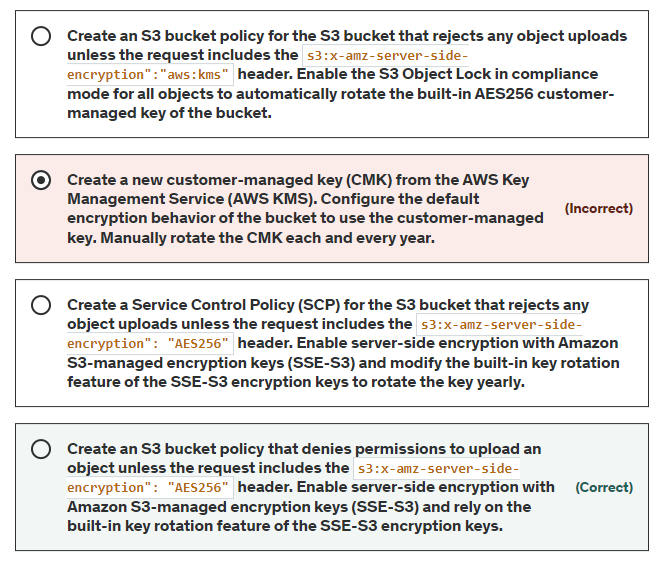 Create an S3 bucket policy for the S3 bucket that rejects any object uploads
unless the request includes the s3:x-amz-server-side-
encryption":"aws:kms" header. Enable the S3 Object Lock in compliance
mode for all objects to automatically rotate the built-in AES256 customer-
managed key of the bucket.
Create a new customer-managed key (CMK) from the AWS Key
Management Service (AWS KMS). Configure the default
encryption behavior of the bucket to use the customer-managed
key. Manually rotate the CMK each and every year.
(Incorrect)
Create a Service Control Policy (SCP) for the S3 bucket that rejects any
object uploads unless the request includes the s3:x-amz-server-side-
encryption": "AES256" header. Enable server-side encryption with Amazon
S3-managed encryption keys (SSE-S3) and modify the built-in key rotation
feature of the SSE-S3 encryption keys to rotate the key yearly.
Create an S3 bucket policy that denies permissions to upload an
object unless the request includes the s3:x-amz-server-side-
encryption": "AES256" header. Enable server-side encryption with
Amazon S3-managed encryption keys (SSE-S3) and rely on the
built-in key rotation feature of the SSE-S3 encryption keys.
(Correct)